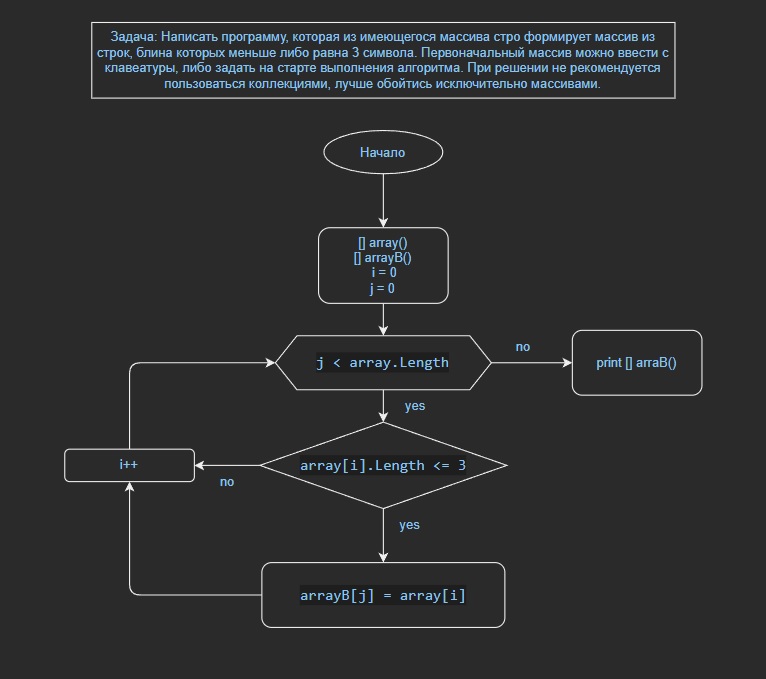 Задача: Написать программу, которая из имеющегося массива стро формирует массив из
строк, блина которых меньше либо равна 3 символа. Первоначальный массив можно ввести с
клавеатуры, либо задать на старте выполнения алгоритма. При решении не рекомендуется
пользоваться коллекциями, лучше обойтись исключительно массивами.
Начало
[] array()
[] arrayB()
i = 0
j = 0
j < array.Length
no
print [] arraB()
yes
array[i].Length <= 3
i++
no
yes
arrayB[j] = array[i]